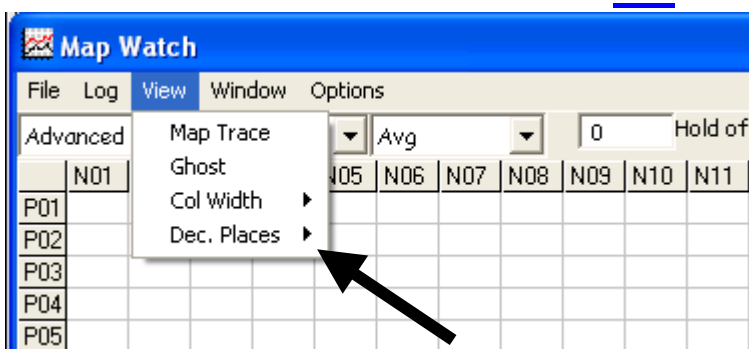 Map Watch
File Log View Window Options
Advanced Avg 0 Hold of
Map Trace
Ghost
Col Width
Dec. Places
N01 N05 N06 N07 N08 N09 N10 N11
P01
P02
P03
P04
P05